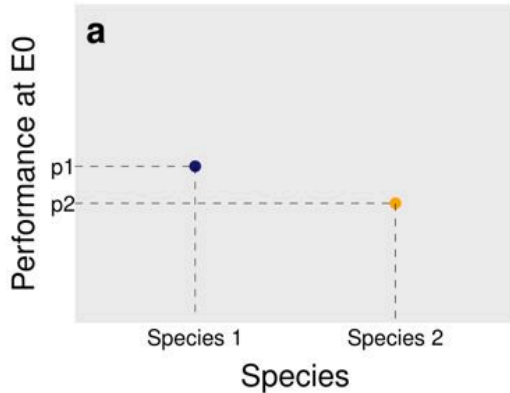 a
Performance at E0
p1
p2
Species 1
Species 2
Species